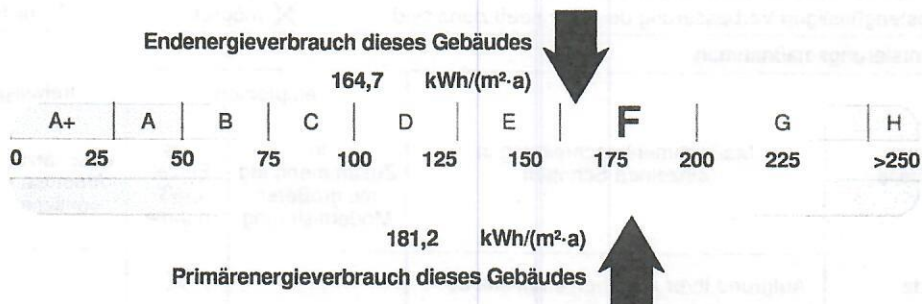 Endenergieverbrauch dieses Gebäudes
164,7 kWh/(m²·a)
A+ A B C D E F G H
0 25 50 75 100 125 150 175 200 225 >250
181,2 kWh/(m²·a)
Primärenergieverbrauch dieses Gebäudes